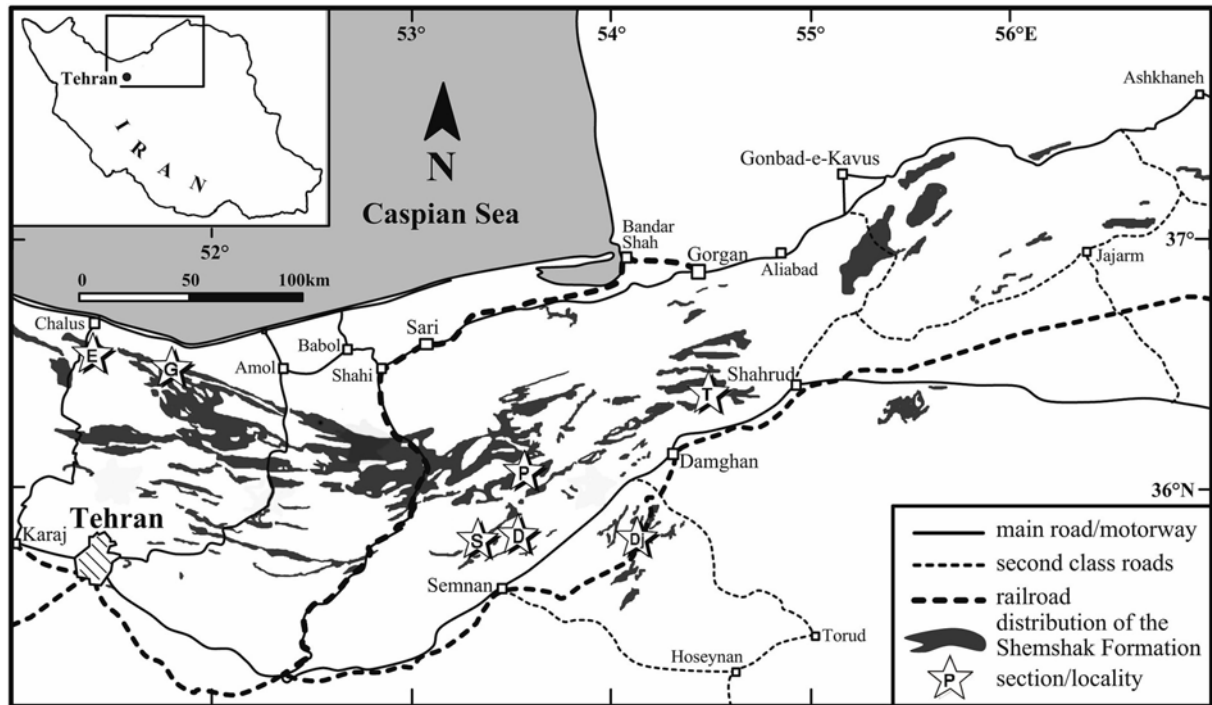 53°
54°
55°
56°E
Tehran
IRAN
N
Caspian Sea
52°
0 50 100km
Ashkhaneh
Gonbad-e-Kavus
Bandar
Shah
Gorgan
Aliabad
37°
Jajarm
Chalus
E
G
Amol
Babol
Sari
Shahi
T
Shahrud
P
Damghan
36°N
Karaj
Tehran
S
D
D
Semnan
Torud
Hoseynan
main road/motorway
second class roads
railroad
distribution of the
Shemshak Formation
P
section/locality